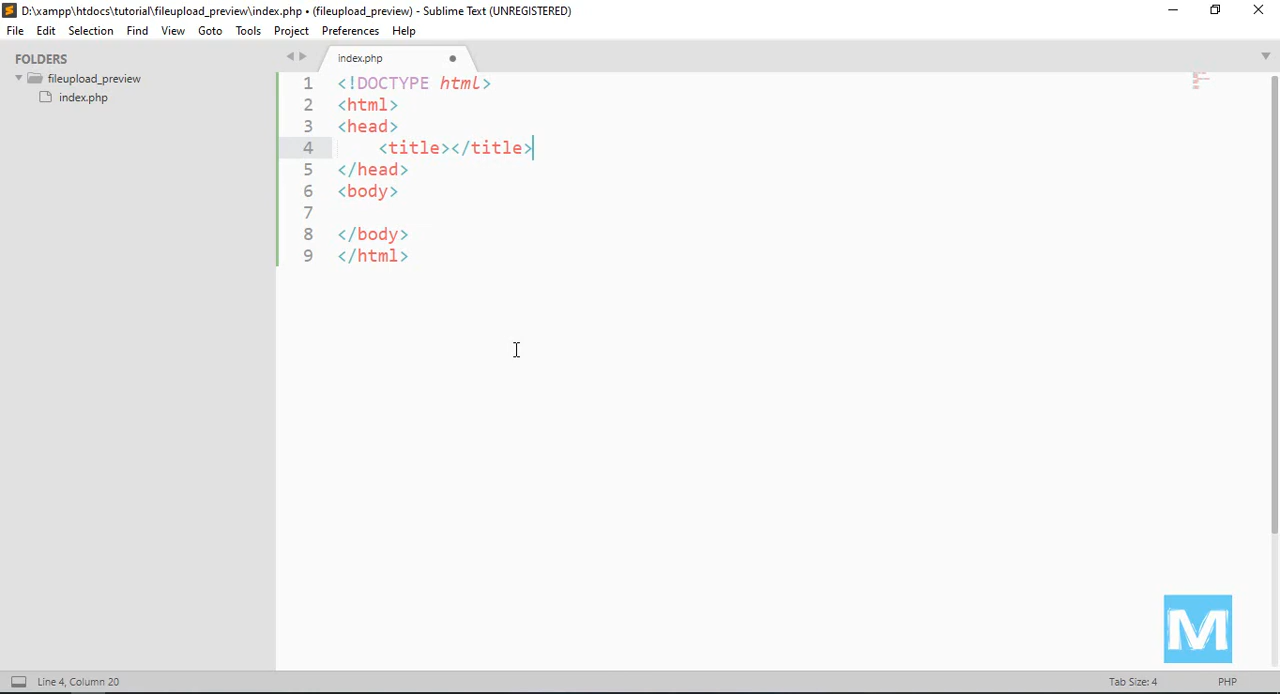 D:\xampp\htdocs\tutorial\fileupload_preview\index.php • (fileupload_preview) - Sublime Text (UNREGISTERED)
File Edit Selection Find View Goto Tools Project Preferences Help
FOLDERS
fileupload_preview
index.php
index.php
1 <!DOCTYPE html>
2 <html>
3 <head>
4 <title></title>
5 </head>
6 <body>
7
8 </body>
9 </html>
M
Line 4, Column 20
Tab Size: 4
PHP